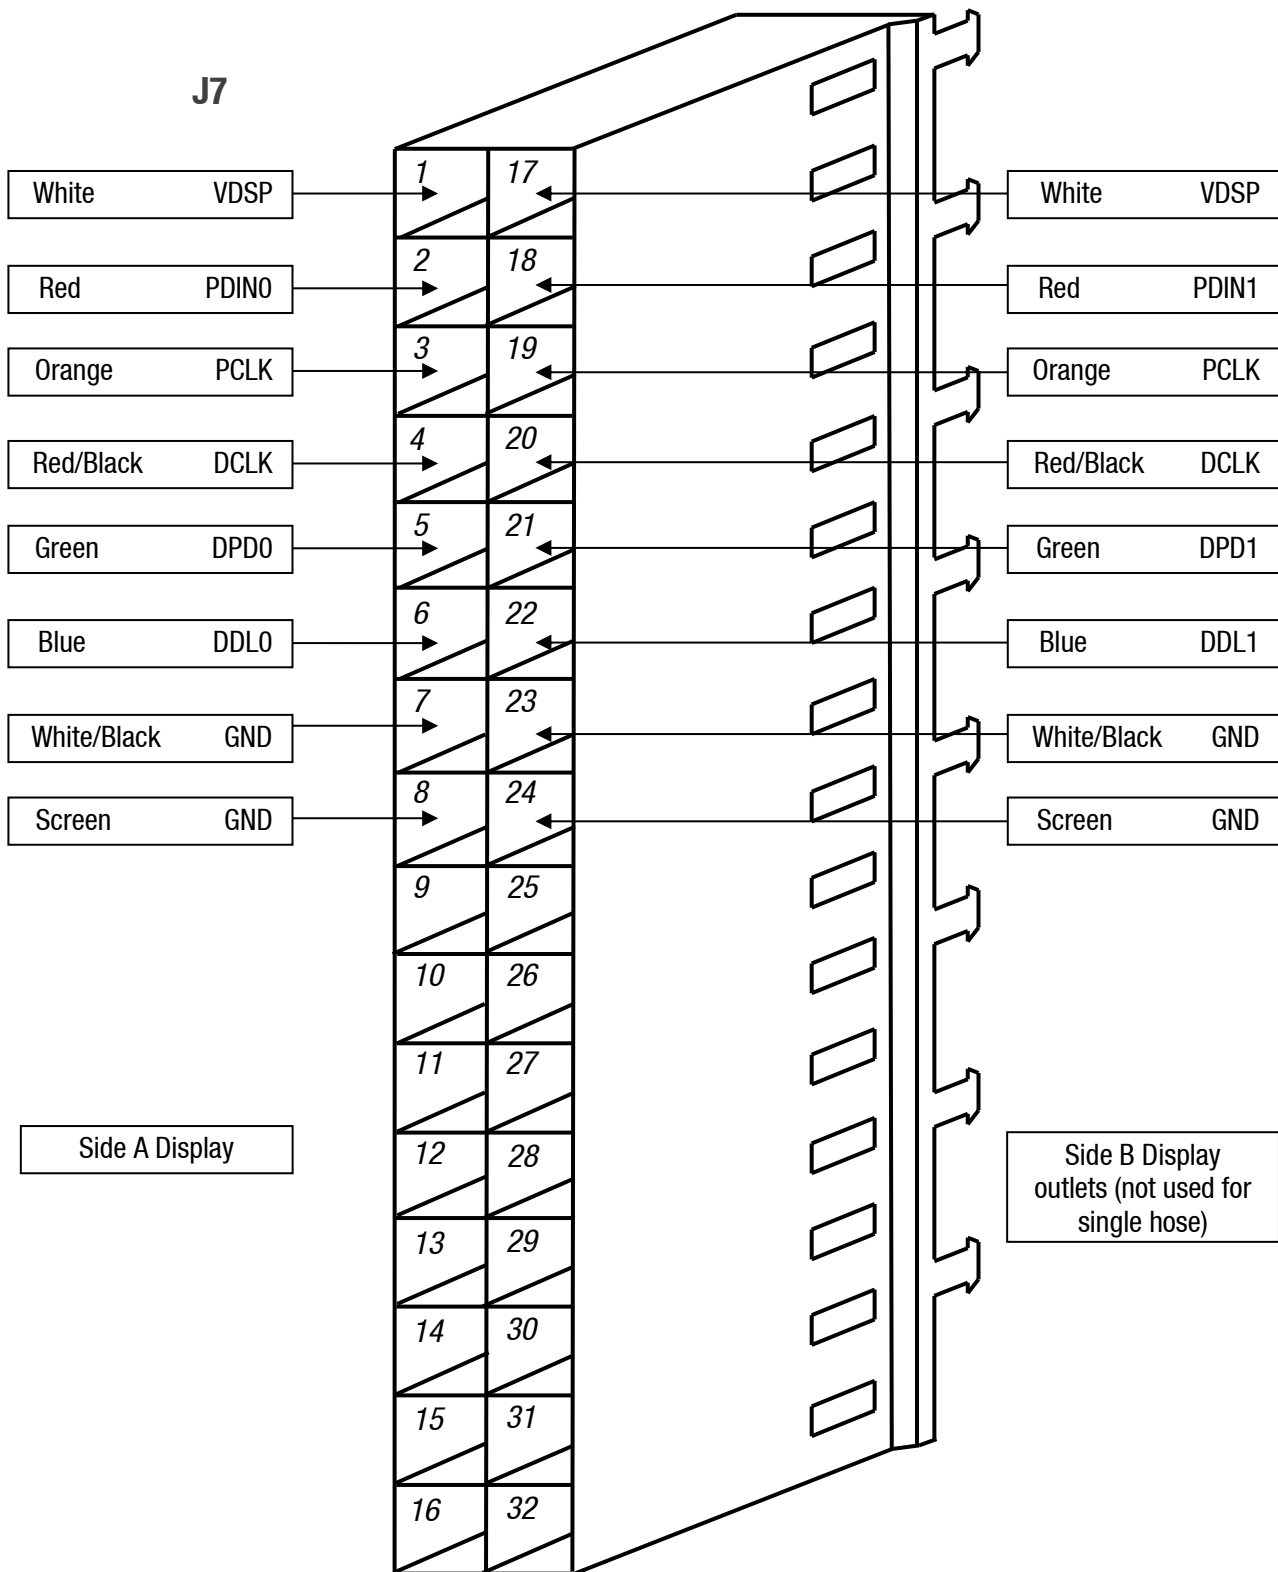 J7
1 17
White VDSP
White VDSP
2 18
Red PDIN0
Red PDIN1
3 19
Orange PCLK
Orange PCLK
4 20
Red/Black DCLK
Red/Black DCLK
5 21
Green DPD0
Green DPD1
6 22
Blue DDL0
Blue DDL1
7 23
White/Black GND
White/Black GND
8 24
Screen GND
Screen GND
9 25
10 26
11 27
Side A Display
12 28
Side B Display
outlets (not used for
single hose)
13 29
14 30
15 31
16 32